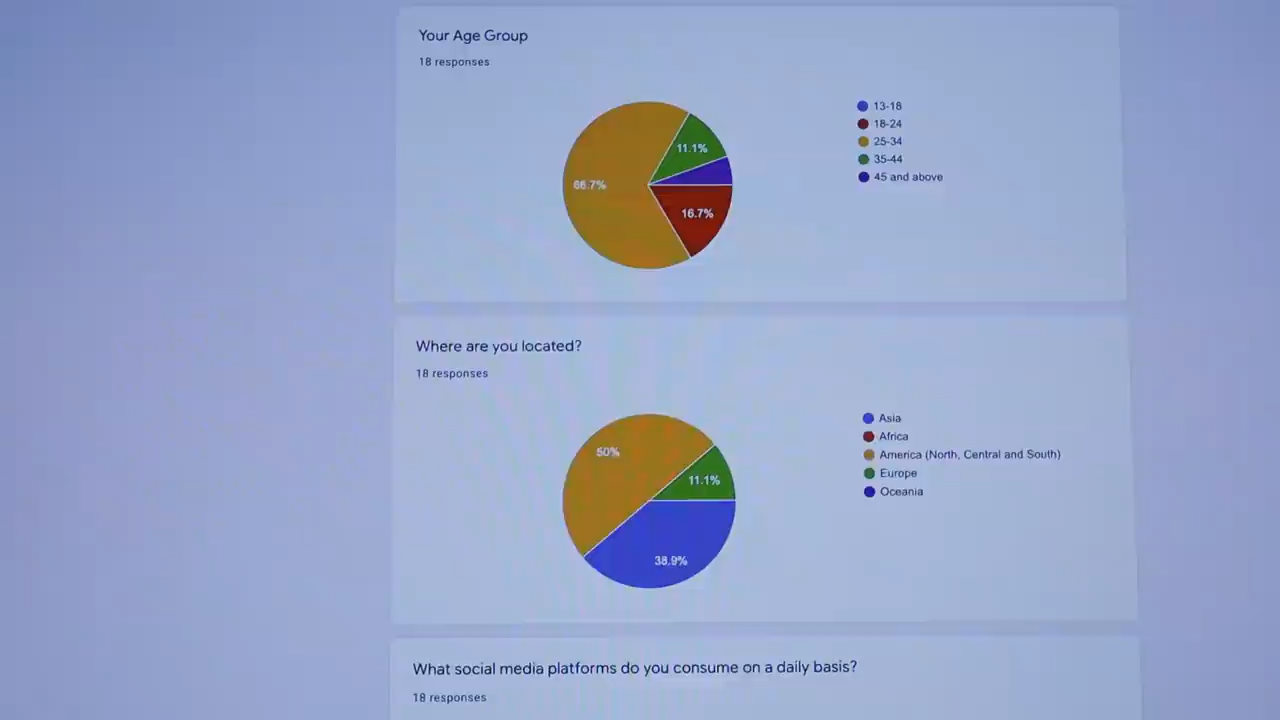 Your Age Group
18 responses
13-18
18-24
25-34
35-44
45 and above
11.1%
66.7%
16.7%
Where are you located?
18 responses
Asia
Africa
America (North, Central and South)
Europe
Oceania
50%
11.1%
38.9%
What social media platforms do you consume on a daily basis?
18 responses